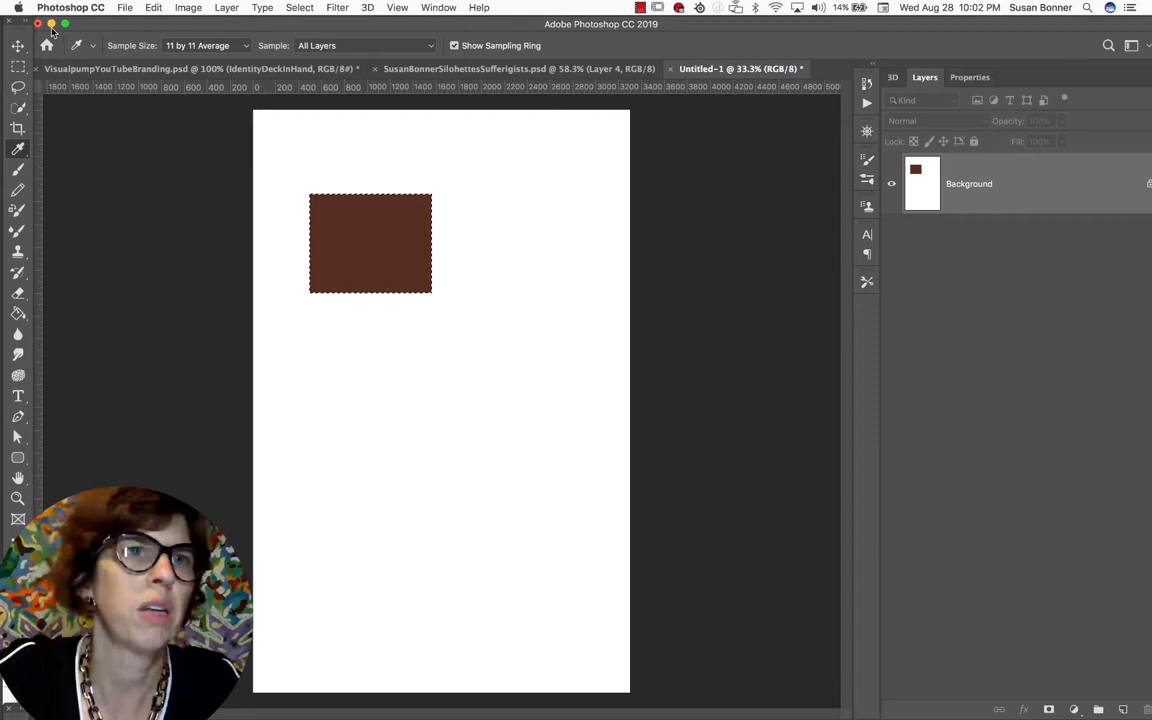 Photoshop CC File Edit Image Layer Type Select Filter 3D View Window Help 14% Wed Aug 28 10:02 PM Susan Bonner
Adobe Photoshop CC 2019
Sample Size: 11 by 11 Average Sample: All Layers Show Sampling Ring
VisualpumpYouTubeBranding.psd @ 100% (IdentityDeckInHand, RGB/8#) * SusanBonnerSilohettesSufferigists.psd @ 58.3% (Layer 4, RGB/8) Untitled-1 @ 33.3% (RGB/8) *
3D Layers Properties
1800 1600 1400 1200 1000 800 600 400 200 0 200 400 600 800 1000 1200 1400 1600 1800 2000 2200 2400 2600 2800 3000 3200 3400 3600 3800 4000 4200 4400 4600 4800
Kind
Normal Opacity: 100%
Lock: Fill: 100%
Background